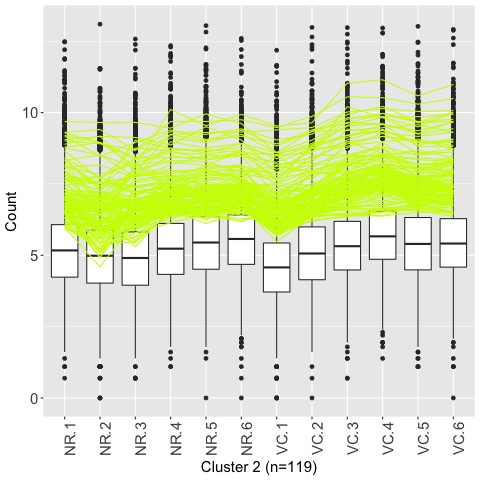 10
5
0
Count
NR.1
NR.2
NR.3
NR.4
NR.5
NR.6
VC.1
VC.2
VC.3
VC.4
VC.5
VC.6
Cluster 2 (n=119)